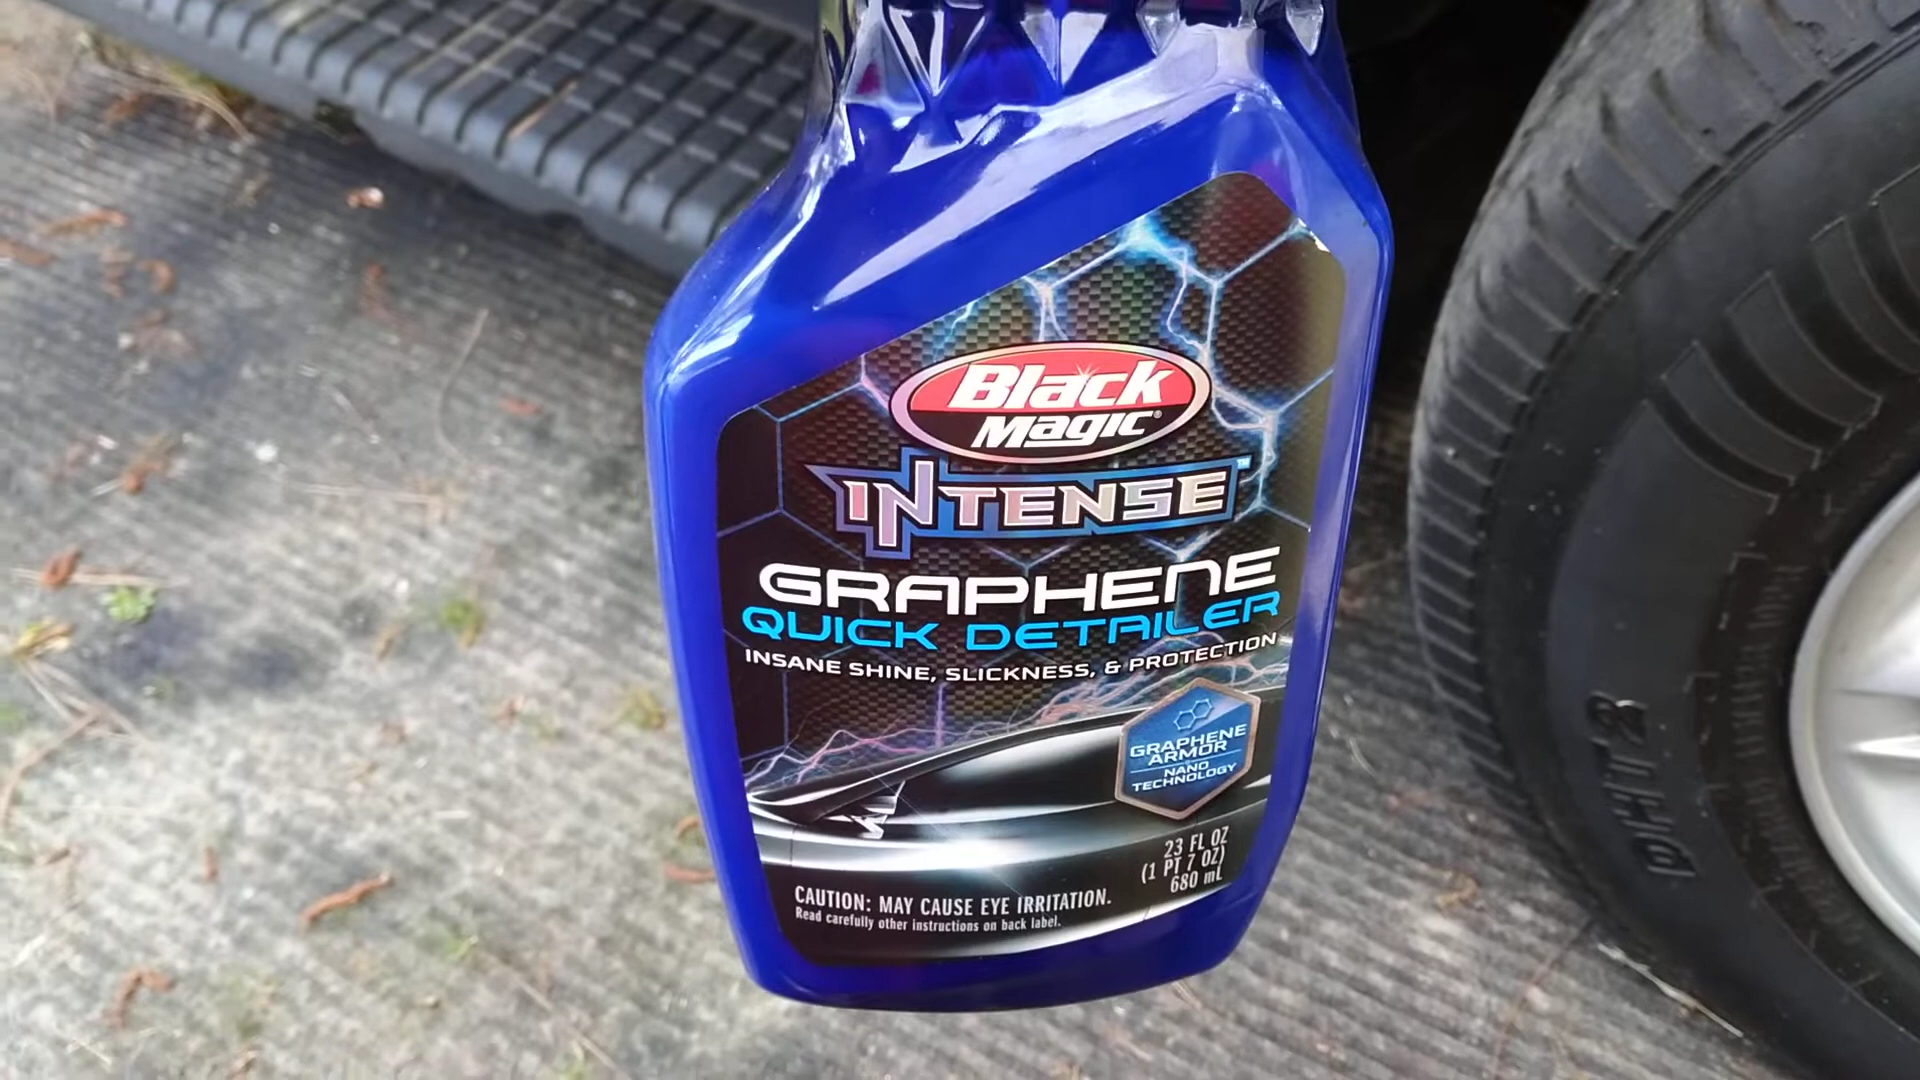 Black
Magic®
INTENSE™
GRAPHENE
QUICK DETAILER
INSANE SHINE, SLICKNESS, & PROTECTION
GRAPHENE
ARMOR
NANO
TECHNOLOGY
23 FL OZ
(1 PT 7 OZ)
680 mL
CAUTION: MAY CAUSE EYE IRRITATION.
Read carefully other instructions on back label.